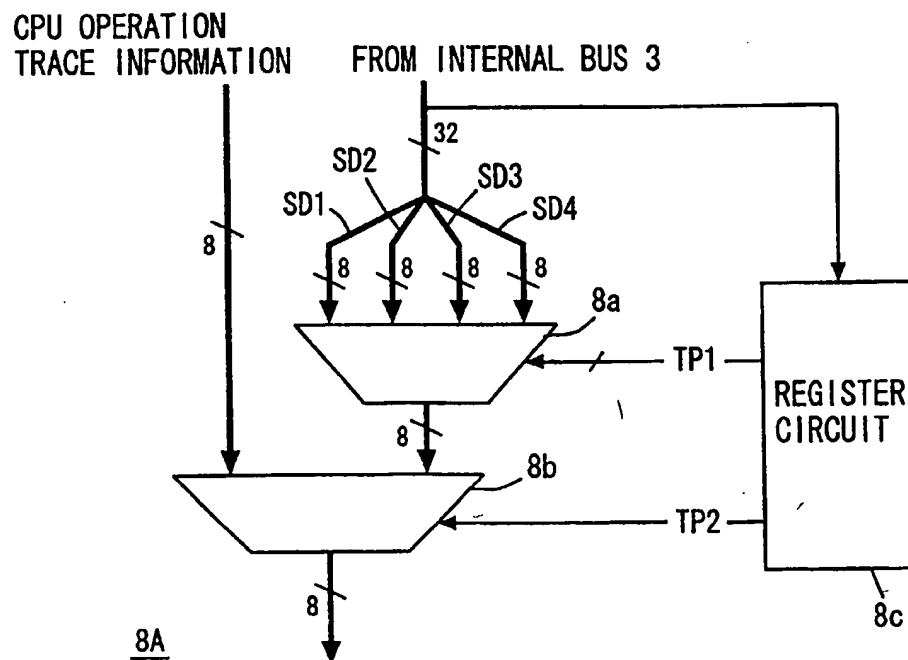 CPU OPERATION
TRACE INFORMATION
FROM INTERNAL BUS 3
32
SD1
SD2
SD3
SD4
8
8
8
8
8
8a
TP1
REGISTER
CIRCUIT
8
8b
TP2
8
8c
8A